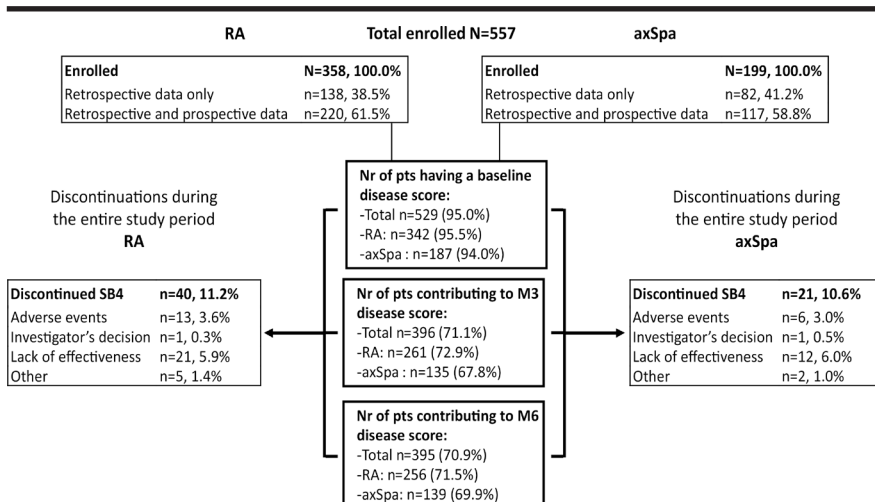 RA Total enrolled N=557 axSpa
Enrolled N=358, 100.0%
Retrospective data only n=138, 38.5%
Retrospective and prospective data n=220, 61.5%
Enrolled N=199, 100.0%
Retrospective data only n=82, 41.2%
Retrospective and prospective data n=117, 58.8%
Nr of pts having a baseline
disease score:
-Total n=529 (95.0%)
-RA: n=342 (95.5%)
-axSpa : n=187 (94.0%)
Discontinuations during
the entire study period
RA
Discontinued SB4 n=40, 11.2%
Adverse events n=13, 3.6%
Investigator’s decision n=1, 0.3%
Lack of effectiveness n=21, 5.9%
Other n=5, 1.4%
Nr of pts contributing to M3
disease score:
-Total n=396 (71.1%)
-RA: n=261 (72.9%)
-axSpa : n=135 (67.8%)
Discontinuations during
the entire study period
axSpa
Discontinued SB4 n=21, 10.6%
Adverse events n=6, 3.0%
Investigator’s decision n=1, 0.5%
Lack of effectiveness n=12, 6.0%
Other n=2, 1.0%
Nr of pts contributing to M6
disease score:
-Total n=395 (70.9%)
-RA: n=256 (71.5%)
-axSpa: n=139 (69.9%)